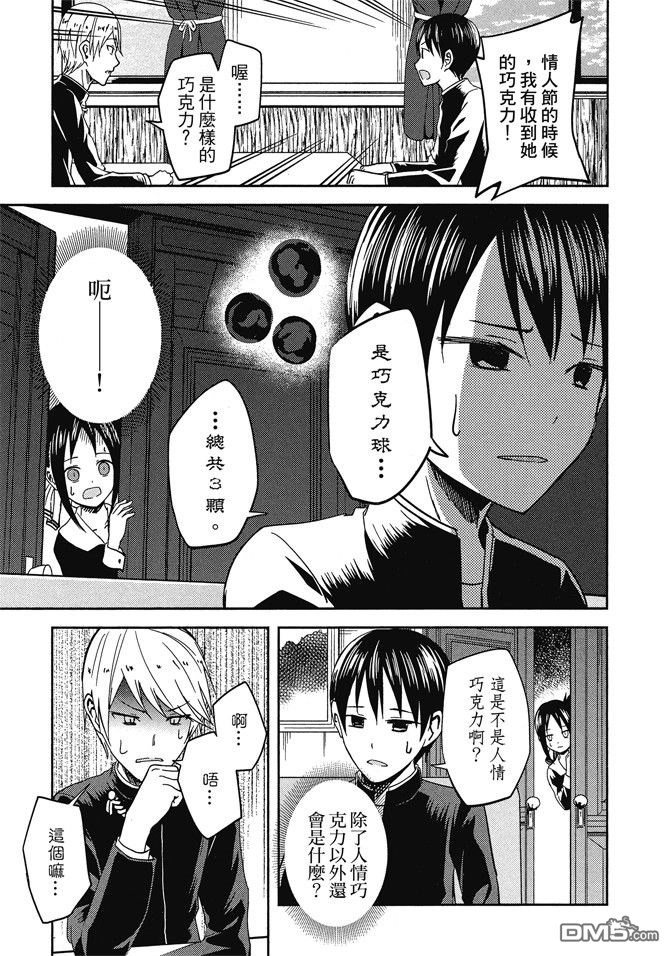 情人節的時候
，我有收到她
的巧克力！
喔……
是什麼樣的
巧克力？
是巧克力球…
…總共3顆。
呃——！
這是不是人情
巧克力啊？
除了人情巧
克力以外還
會是什麼？
啊…
唔…
這個嘛…
DM5.com